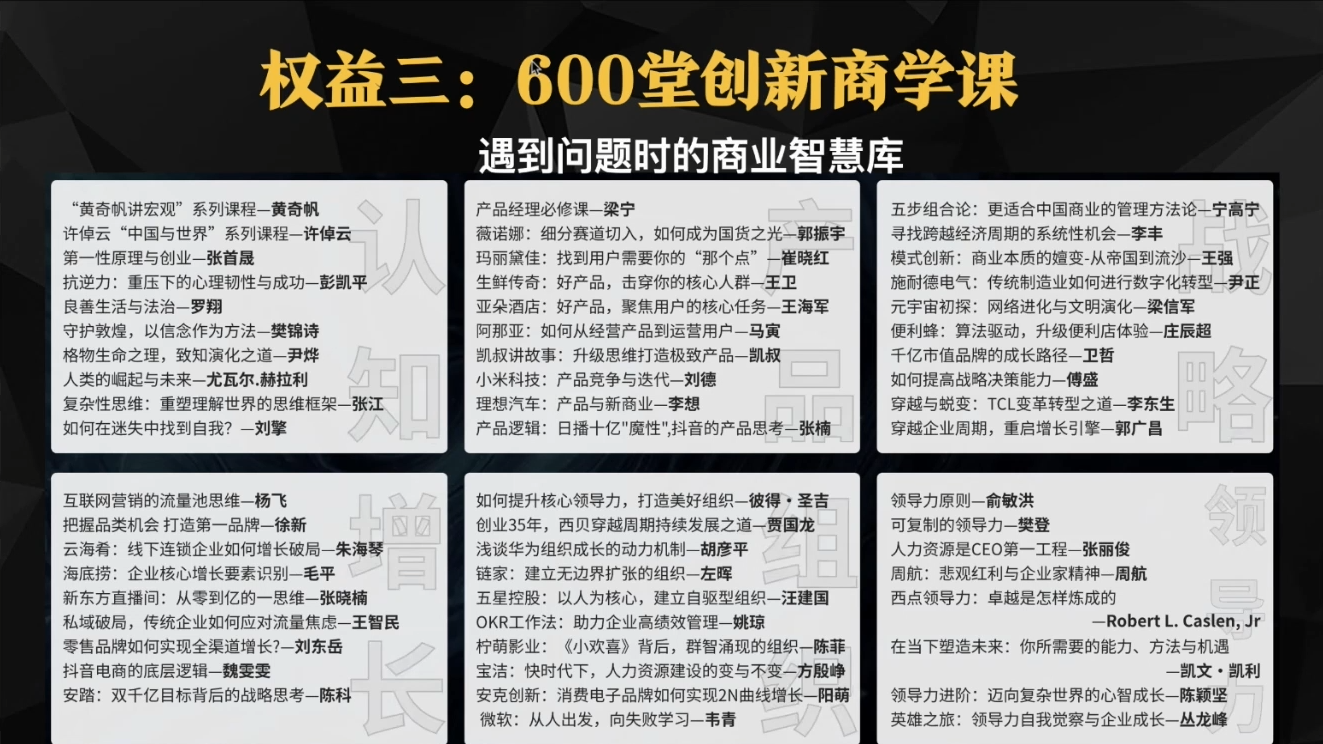 权益三：600堂创新商学课
遇到问题时的商业智慧库
认知
“黄奇帆讲宏观”系列课程—黄奇帆
许倬云“中国与世界”系列课程—许倬云
第一性原理与创业—张首晟
抗逆力：重压下的心理韧性与成功—彭凯平
良善生活与法治—罗翔
守护敦煌，以信念作为方法—樊锦诗
格物生命之理，致知演化之道—尹烨
人类的崛起与未来—尤瓦尔.赫拉利
复杂性思维：重塑理解世界的思维框架—张江
如何在迷失中找到自我？—刘擎
产品
产品经理必修课—梁宁
薇诺娜：细分赛道切入，如何成为国货之光—郭振宇
玛丽黛佳：找到用户需要你的“那个点”—崔晓红
生鲜传奇：好产品，击穿你的核心人群—王卫
亚朵酒店：好产品，聚焦用户的核心任务—王海军
阿那亚：如何从经营产品到运营用户—马寅
凯叔讲故事：升级思维打造极致产品—凯叔
小米科技：产品竞争与迭代—刘德
理想汽车：产品与新商业—李想
产品逻辑：日播十亿"魔性",抖音的产品思考—张楠
战略
五步组合论：更适合中国商业的管理方法论—宁高宁
寻找跨越经济周期的系统性机会—李丰
模式创新：商业本质的嬗变-从帝国到流沙—王强
施耐德电气：传统制造业如何进行数字化转型—尹正
元宇宙初探：网络进化与文明演化—梁信军
便利蜂：算法驱动，升级便利店体验—庄辰超
千亿市值品牌的成长路径—卫哲
如何提高战略决策能力—傅盛
穿越与蜕变：TCL变革转型之道—李东生
穿越企业周期，重启增长引擎—郭广昌
增长
互联网营销的流量池思维—杨飞
把握品类机会 打造第一品牌—徐新
云海肴：线下连锁企业如何增长破局—朱海琴
海底捞：企业核心增长要素识别—毛平
新东方直播间：从零到亿的一思维—张晓楠
私域破局，传统企业如何应对流量焦虑—王智民
零售品牌如何实现全渠道增长?—刘东岳
抖音电商的底层逻辑—魏雯雯
安踏：双千亿目标背后的战略思考—陈科
组织
如何提升核心领导力，打造美好组织—彼得·圣吉
创业35年，西贝穿越周期持续发展之道—贾国龙
浅谈华为组织成长的动力机制—胡彦平
链家：建立无边界扩张的组织—左晖
五星控股：以人为核心，建立自驱型组织—汪建国
OKR工作法：助力企业高绩效管理—姚琼
柠萌影业：《小欢喜》背后，群智涌现的组织—陈菲
宝洁：快时代下，人力资源建设的变与不变—方殷峥
安克创新：消费电子品牌如何实现2N曲线增长—阳萌
微软：从人出发，向失败学习—韦青
领导力
领导力原则—俞敏洪
可复制的领导力—樊登
人力资源是CEO第一工程—张丽俊
周航：悲观红利与企业家精神—周航
西点领导力：卓越是怎样炼成的
—Robert L. Caslen, Jr
在当下塑造未来：你所需要的能力、方法与机遇
—凯文·凯利
领导力进阶：迈向复杂世界的心智成长—陈颖坚
英雄之旅：领导力自我觉察与企业成长—丛龙峰